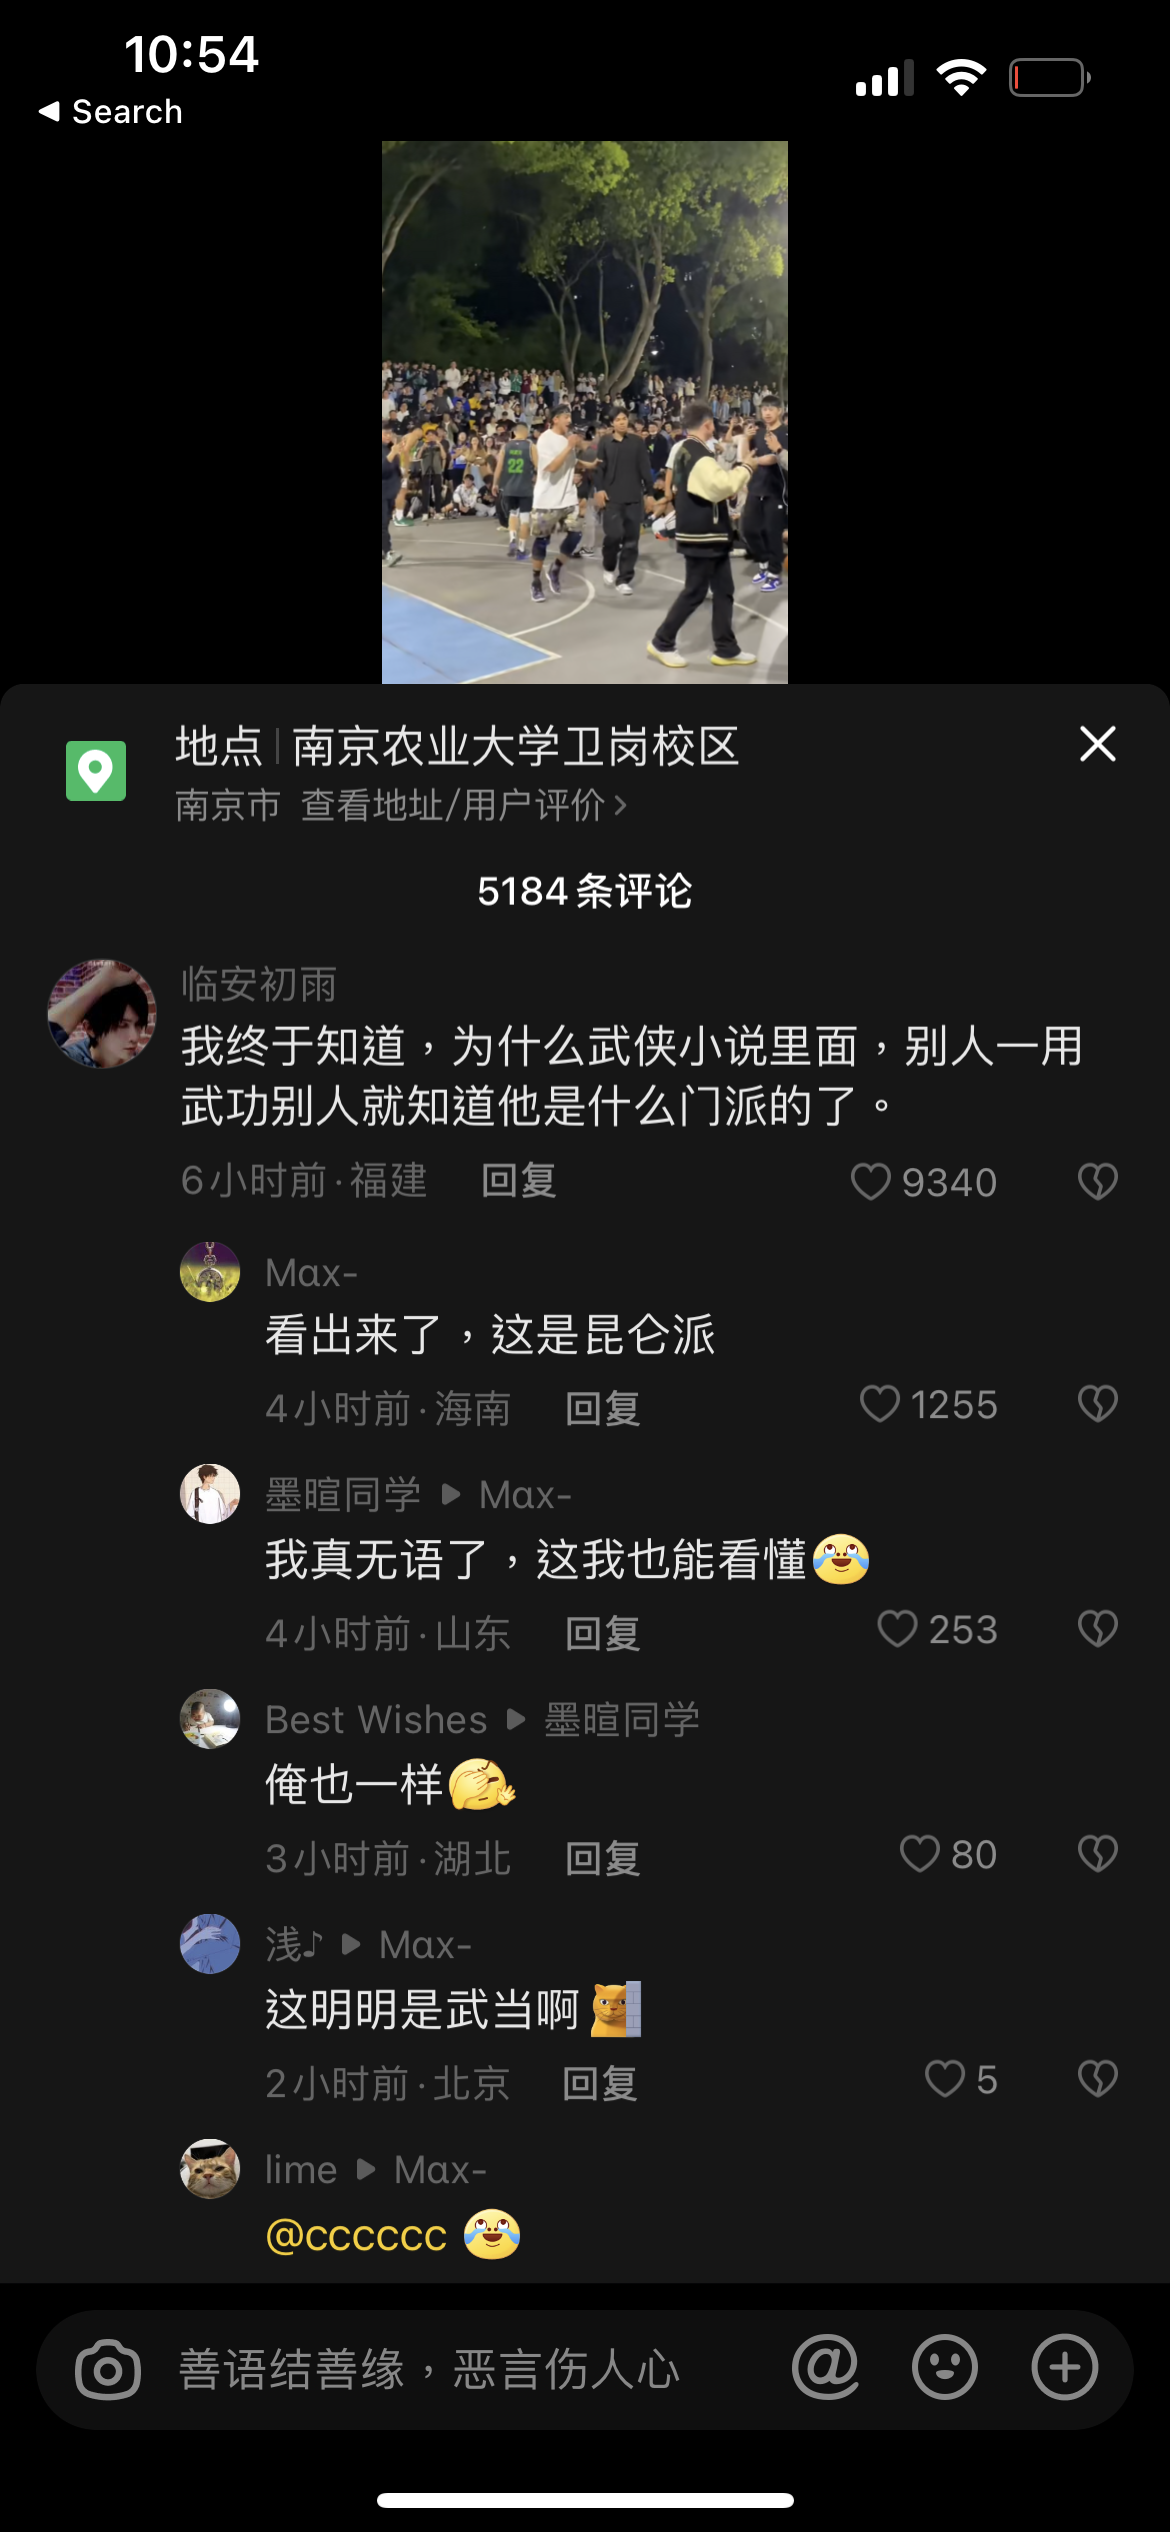 10:54
◀ Search
22
地点 | 南京农业大学卫岗校区
南京市 查看地址/用户评价 >
5184条评论
临安初雨
我终于知道，为什么武侠小说里面，别人一用
武功别人就知道他是什么门派的了。
6小时前·福建 回复 9340
Max-
看出来了，这是昆仑派
4小时前·海南 回复 1255
墨暄同学 ▶ Max-
我真无语了，这我也能看懂
4小时前·山东 回复 253
Best Wishes ▶ 墨暄同学
俺也一样
3小时前·湖北 回复 80
浅♪ ▶ Max-
这明明是武当啊
2小时前·北京 回复 5
lime ▶ Max-
@cccccc
善语结善缘，恶言伤人心